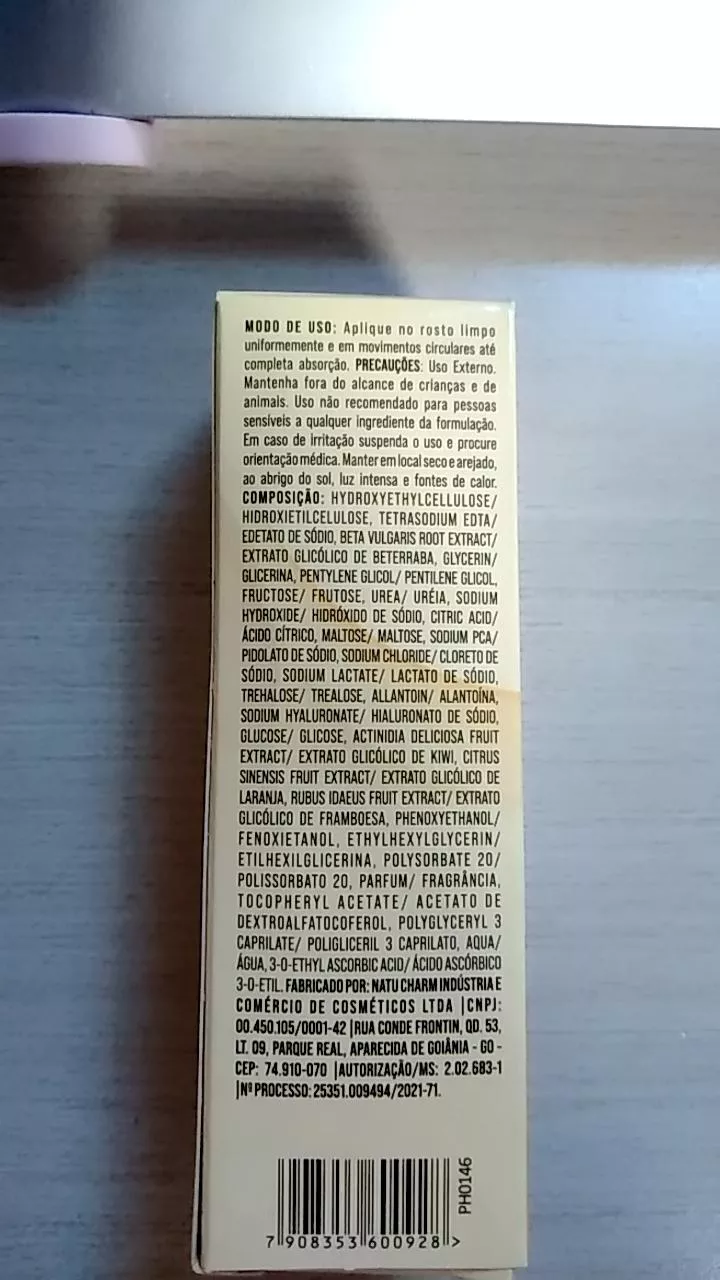 MODO DE USO: Aplique no rosto limpo
uniformemente e em movimentos circulares até
completa absorção. PRECAUÇÕES: Uso Externo.
Mantenha fora do alcance de crianças e de
animais. Uso não recomendado para pessoas
sensíveis a qualquer ingrediente da formulação.
Em caso de irritação suspenda o uso e procure
orientação médica. Manter em local seco e arejado,
ao abrigo do sol, luz intensa e fontes de calor.
COMPOSIÇÃO: HYDROXYETHYLCELLULOSE/
HIDROXIETILCELULOSE, TETRASODIUM EDTA/
EDETATO DE SÓDIO, BETA VULGARIS ROOT EXTRACT/
EXTRATO GLICÓLICO DE BETERRABA, GLYCERIN/
GLICERINA, PENTYLENE GLICOL/ PENTILENE GLICOL,
FRUCTOSE/ FRUTOSE, UREA/ URÉIA, SODIUM
HYDROXIDE/ HIDRÓXIDO DE SÓDIO, CITRIC ACID/
ÁCIDO CÍTRICO, MALTOSE/ MALTOSE, SODIUM PCA/
PIDOLATO DE SÓDIO, SODIUM CHLORIDE/ CLORETO DE
SÓDIO, SODIUM LACTATE/ LACTATO DE SÓDIO,
TREHALOSE/ TREALOSE, ALLANTOIN/ ALANTOÍNA,
SODIUM HYALURONATE/ HIALURONATO DE SÓDIO,
GLUCOSE/ GLICOSE, ACTINIDIA DELICIOSA FRUIT
EXTRACT/ EXTRATO GLICÓLICO DE KIWI, CITRUS
SINENSIS FRUIT EXTRACT/ EXTRATO GLICÓLICO DE
LARANJA, RUBUS IDAEUS FRUIT EXTRACT/ EXTRATO
GLICÓLICO DE FRAMBOESA, PHENOXYETHANOL/
FENOXIETANOL, ETHYLHEXYLGLYCERIN/
ETILHEXILGLICERINA, POLYSORBATE 20/
POLISSORBATO 20, PARFUM/ FRAGRÂNCIA,
TOCOPHERYL ACETATE/ ACETATO DE
DEXTROALFATOCOFEROL, POLYGLYCERYL 3
CAPRILATE/ POLIGLICERIL 3 CAPRILATO, AQUA/
ÁGUA, 3-O-ETHYL ASCORBIC ACID/ ÁCIDO ASCÓRBICO
3-O-ETIL. FABRICADO POR: NATU CHARM INDÚSTRIA E
COMÉRCIO DE COSMÉTICOS LTDA |CNPJ:
00.450.105/0001-42 |RUA CONDE FRONTIN, QD. 53,
LT. 09, PARQUE REAL, APARECIDA DE GOIÂNIA - GO -
CEP: 74.910-070 |AUTORIZAÇÃO/MS: 2.02.683-1
|Nº PROCESSO: 25351.009494/2021-71.
PH0146
7 908353 600928 >